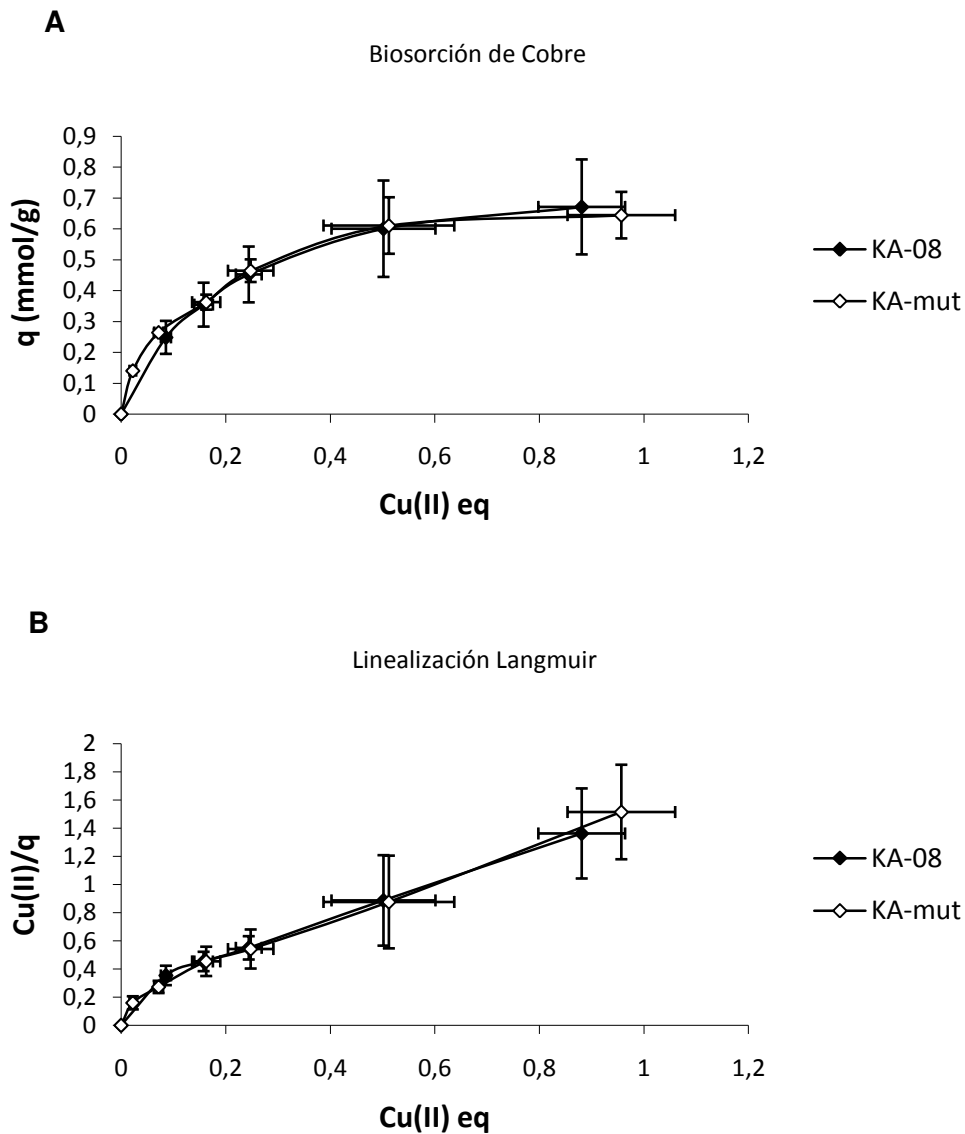 A
Biosorción de Cobre
0,9
0,8
0,7
0,6
0,5
0,4
0,3
0,2
0,1
0
q (mmol/g)
0 0,2 0,4 0,6 0,8 1 1,2
Cu(II) eq
KA-08
KA-mut
B
Linealización Langmuir
2
1,8
1,6
1,4
1,2
1
0,8
0,6
0,4
0,2
0
Cu(II)/q
0 0,2 0,4 0,6 0,8 1 1,2
Cu(II) eq
KA-08
KA-mut